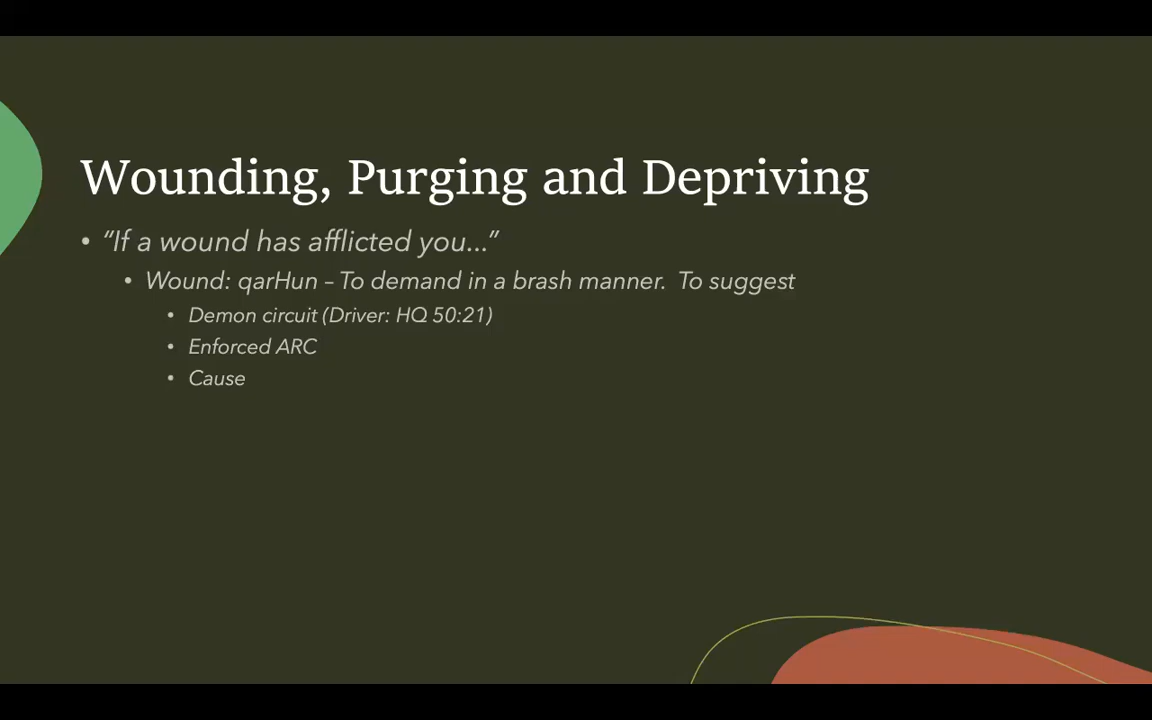 Wounding, Purging and Depriving
• “If a wound has afflicted you...”
• Wound: qarHun – To demand in a brash manner.  To suggest
• Demon circuit (Driver: HQ 50:21)
• Enforced ARC
• Cause